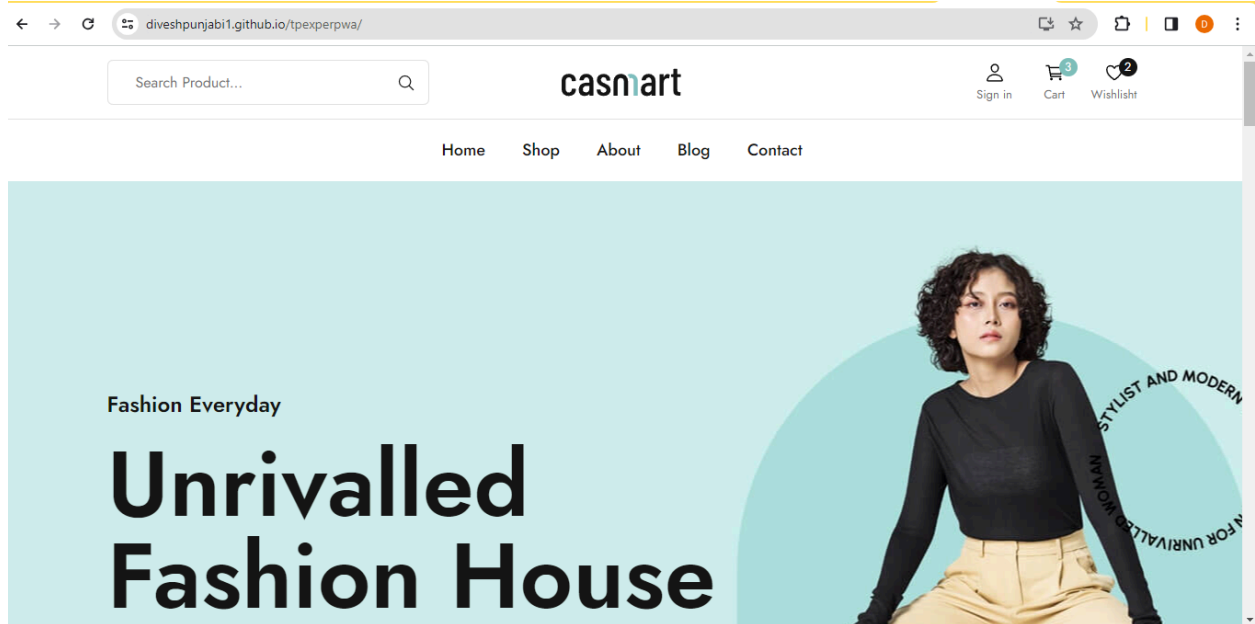 diveshpunjabi1.github.io/tpexperpwa/
D
Search Product...
casmart
Sign in
3
Cart
2
Wishlisht
Home Shop About Blog Contact
Fashion Everyday
Unrivalled
Fashion House
STYLIST AND MODERN
FOR UNRIVALLED WOMAN